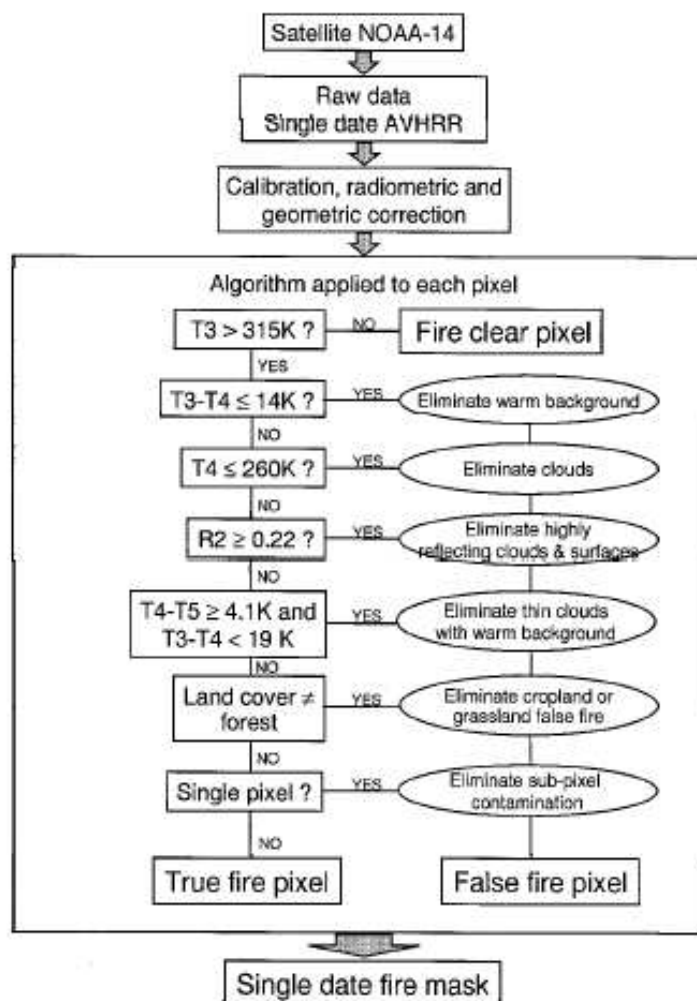 Satellite NOAA-14
Raw data
Single date AVHRR
Calibration, radiometric and
geometric correction
Algorithm applied to each pixel
T3 > 315K ?
NO
Fire clear pixel
YES
T3-T4 ≤ 14K ?
YES
Eliminate warm background
NO
T4 ≤ 260K ?
YES
Eliminate clouds
NO
R2 ≥ 0.22 ?
YES
Eliminate highly
reflecting clouds & surfaces
NO
T4-T5 ≥ 4.1K and
T3-T4 < 19 K
YES
Eliminate thin clouds
with warm background
NO
Land cover ≠
forest
YES
Eliminate cropland or
grassland false fire
NO
Single pixel ?
YES
Eliminate sub-pixel
contamination
NO
True fire pixel
False fire pixel
Single date fire mask